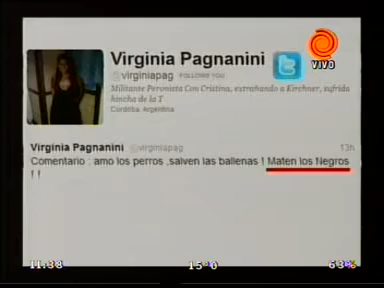 Virginia Pagnanini
@virginiapag FOLLOWS YOU
VIVO
Militante Peronista Con Cristina, extrañando a Kirchner, sufrida
hincha de la T
Córdoba, Argentina
Virginia Pagnanini @virginiapag 13h
Comentario : amo los perros ,salven las ballenas ! Maten los Negros
! !
11:38 15°0 63%